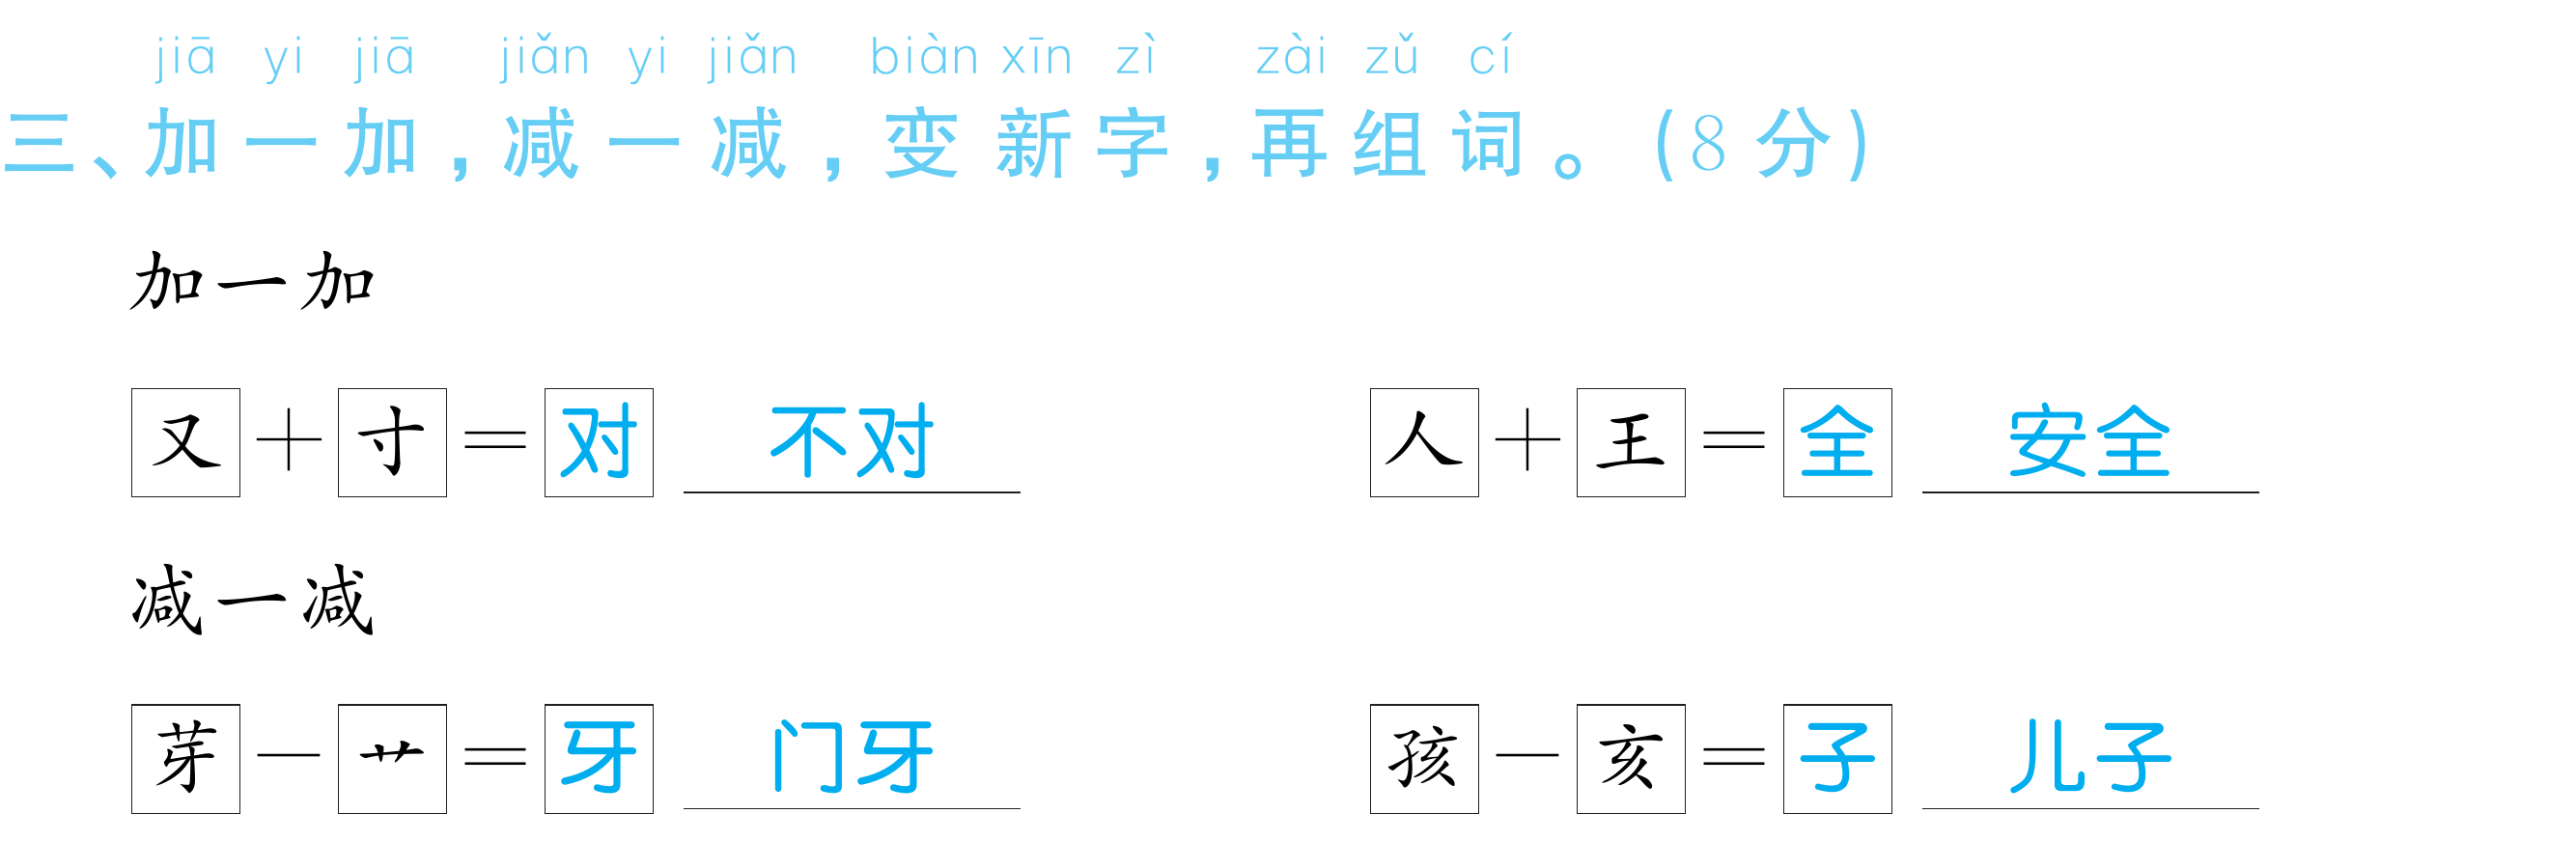 jiā yi jiā jiǎn yi jiǎn biàn xīn zì zài zǔ cí
三、加一加,减一减,变新字,再组词。(8分)
加一加
又+寸=对 不对 人+王=全 安全
减一减
芽-艹=牙 门牙 孩-亥=子 儿子